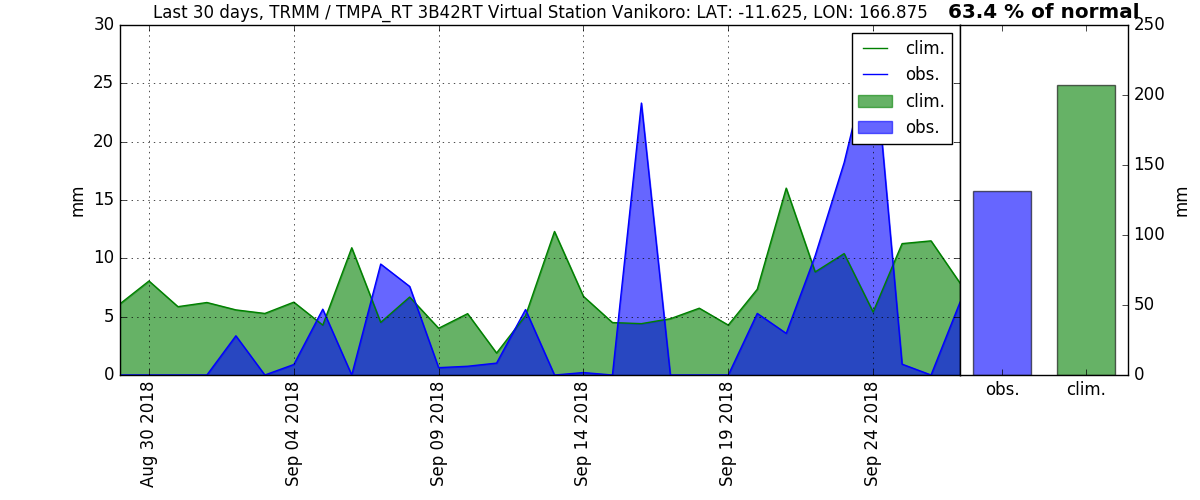 Last 30 days, TRMM / TMPA_RT 3B42RT Virtual Station Vanikoro: LAT: -11.625, LON: 166.875
63.4 % of normal
30
25
20
15
10
5
0
mm
clim.
obs.
clim.
obs.
Aug 30 2018
Sep 04 2018
Sep 09 2018
Sep 14 2018
Sep 19 2018
Sep 24 2018
250
200
150
100
50
0
mm
obs.
clim.